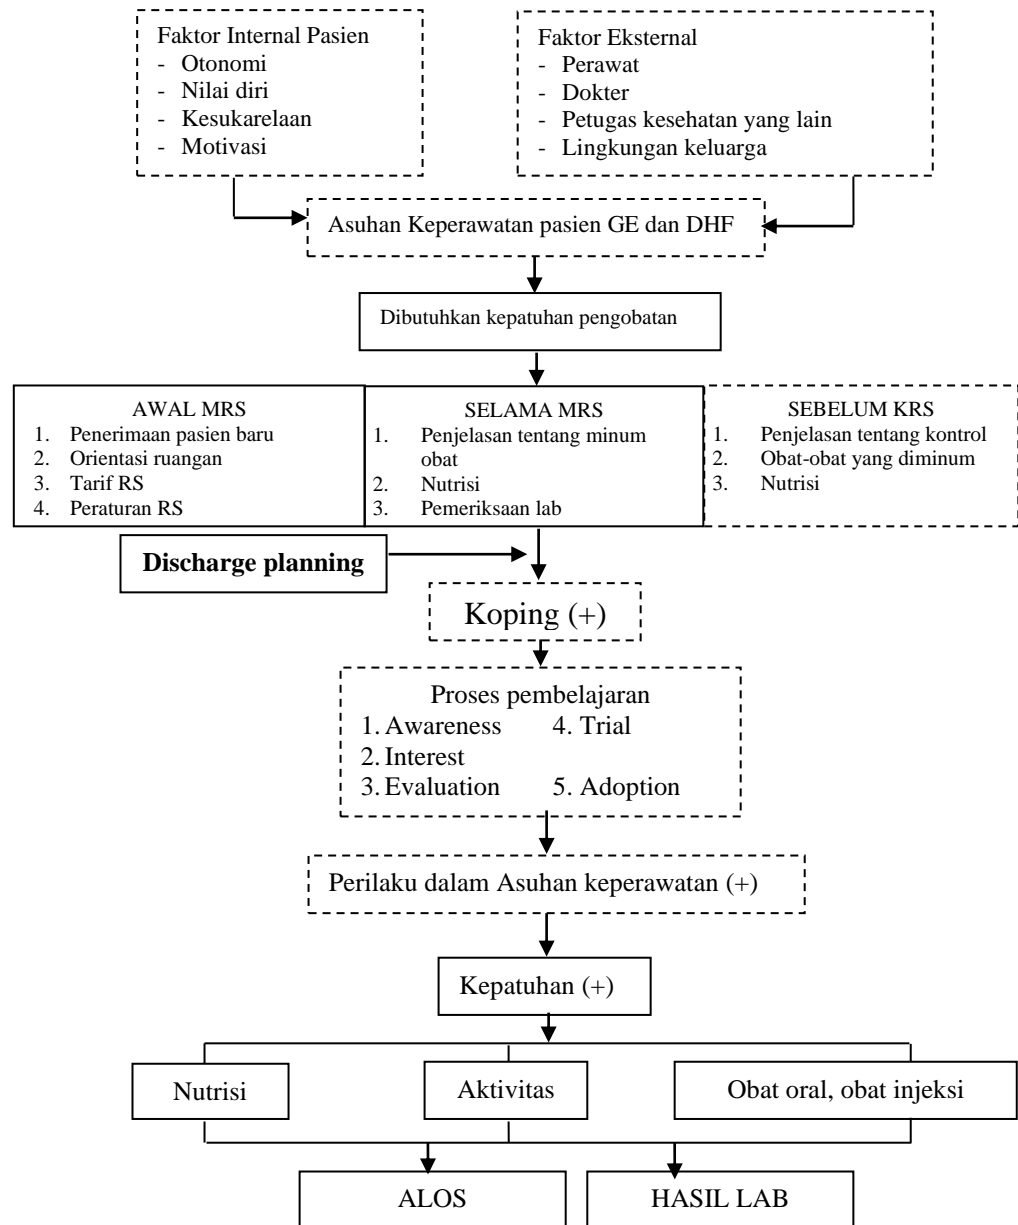 Faktor Internal Pasien
- Otonomi
- Nilai diri
- Kesukarelaan
- Motivasi
Faktor Eksternal
- Perawat
- Dokter
- Petugas kesehatan yang lain
- Lingkungan keluarga
Asuhan Keperawatan pasien GE dan DHF
Dibutuhkan kepatuhan pengobatan
AWAL MRS
1. Penerimaan pasien baru
2. Orientasi ruangan
3. Tarif RS
4. Peraturan RS
SELAMA MRS
1. Penjelasan tentang minum
obat
2. Nutrisi
3. Pemeriksaan lab
SEBELUM KRS
1. Penjelasan tentang kontrol
2. Obat-obat yang diminum
3. Nutrisi
Discharge planning
Koping (+)
Proses pembelajaran
1. Awareness 4. Trial
2. Interest
3. Evaluation 5. Adoption
Perilaku dalam Asuhan keperawatan (+)
Kepatuhan (+)
Nutrisi
Aktivitas
Obat oral, obat injeksi
ALOS
HASIL LAB